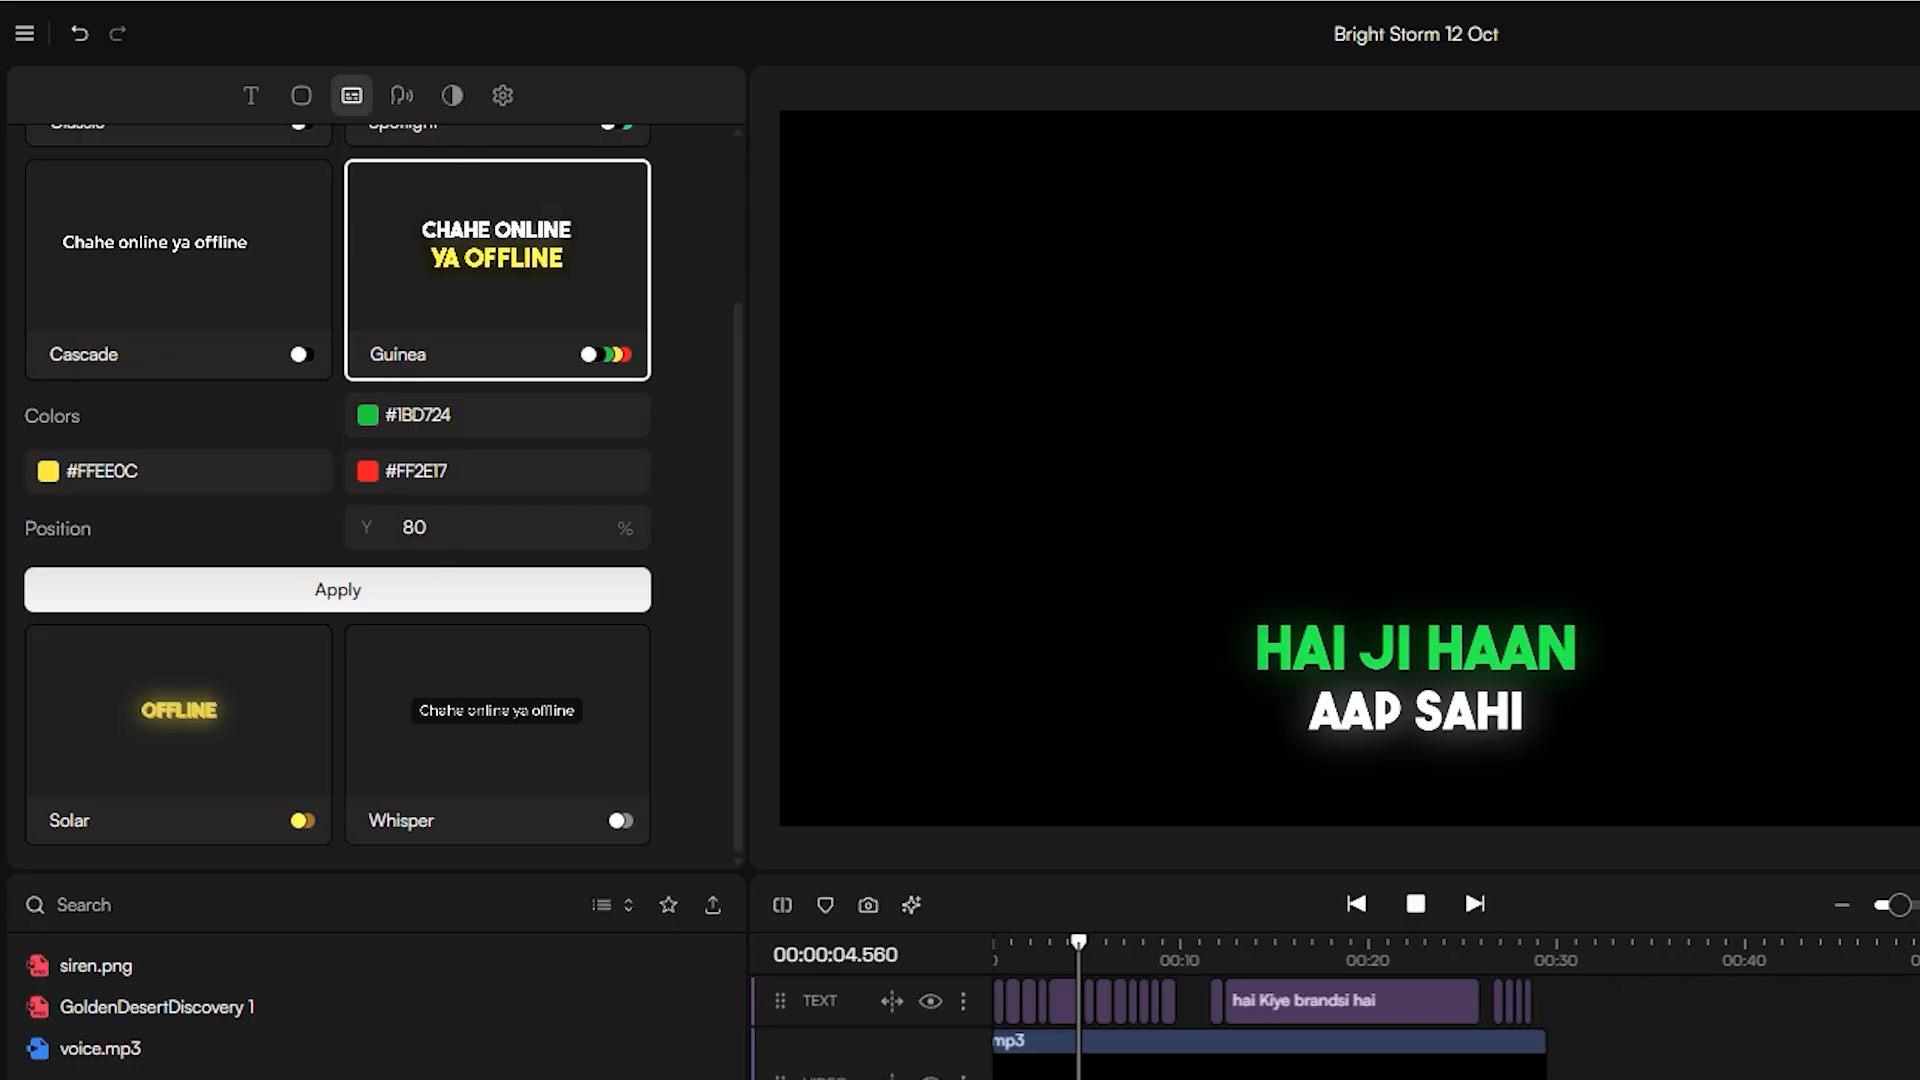 Bright Storm 12 Oct
T
Classic
Spotlight
Chahe online ya offline
CHAHE ONLINE
YA OFFLINE
Cascade
Guinea
Colors
#1BD724
#FFEE0C
#FF2E17
Position
Y 80 %
Apply
OFFLINE
Chahe online ya offline
Solar
Whisper
HAI JI HAAN
AAP SAHI
Search
siren.png
GoldenDesertDiscovery 1
voice.mp3
00:00:04.560
00:10
00:20
00:30
00:40
TEXT
hai Kiye brandsi hai
mp3